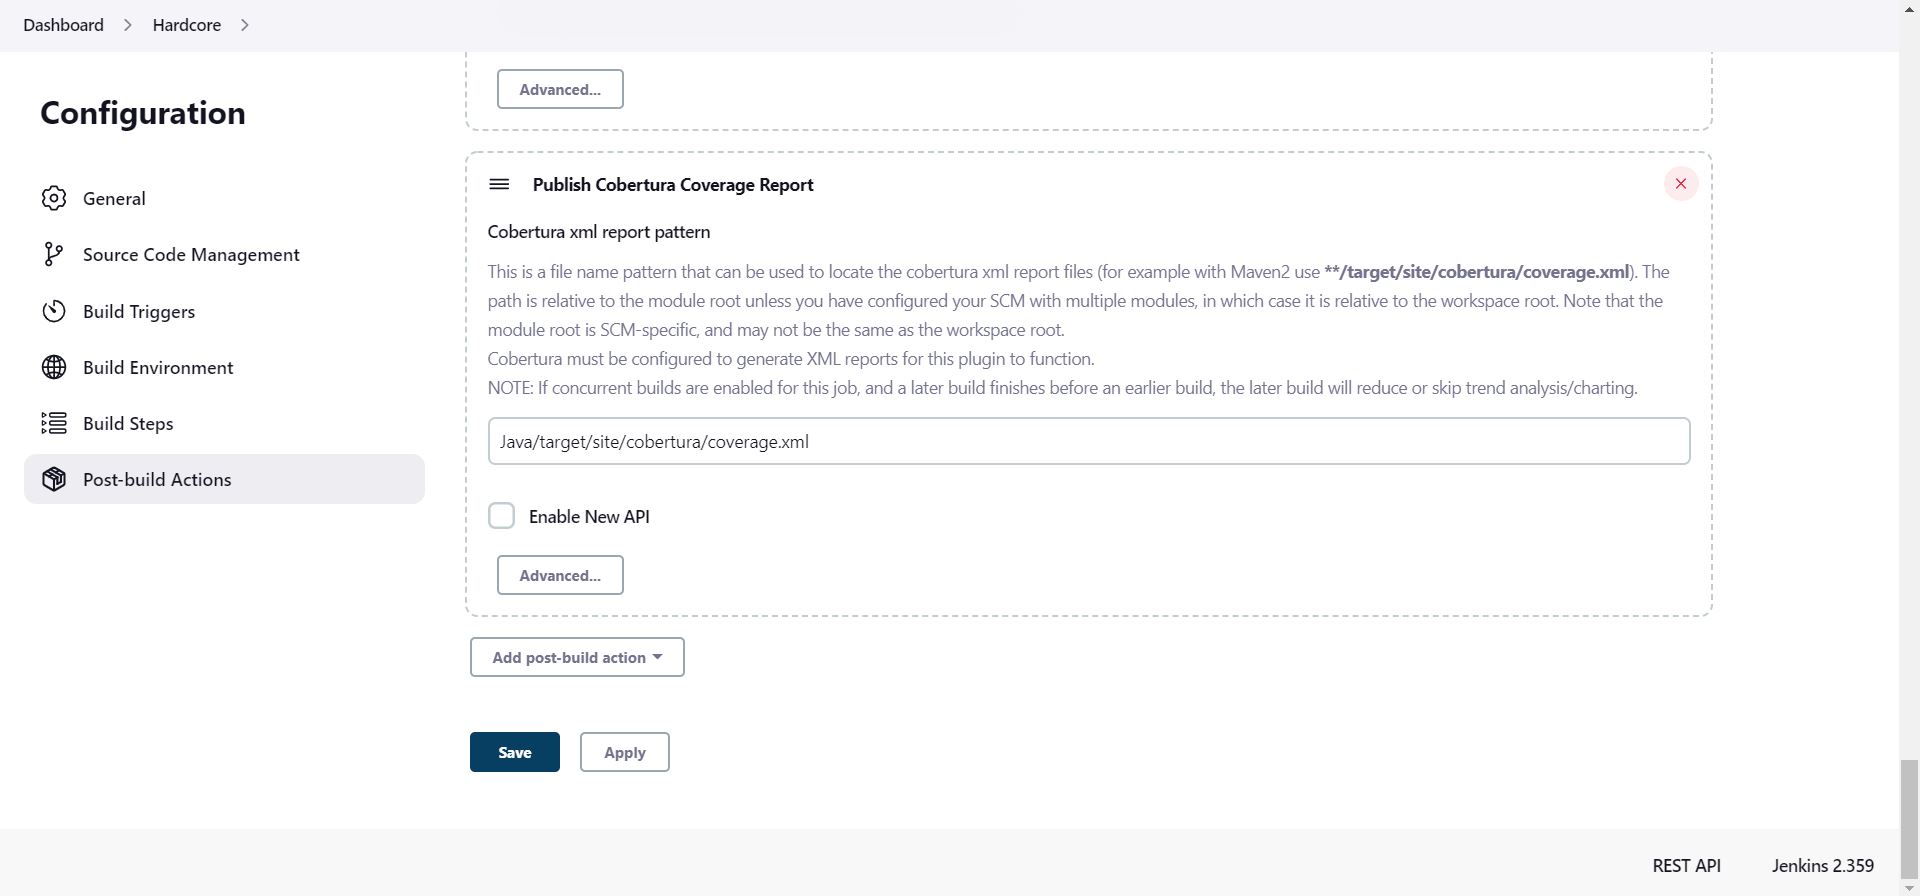 Dashboard
Hardcore
Configuration
General
Source Code Management
Build Triggers
Build Environment
Build Steps
Post-build Actions
Advanced...
Publish Cobertura Coverage Report
Cobertura xml report pattern
This is a file name pattern that can be used to locate the cobertura xml report files (for example with Maven2 use **/target/site/cobertura/coverage.xml). The
path is relative to the module root unless you have configured your SCM with multiple modules, in which case it is relative to the workspace root. Note that the
module root is SCM-specific, and may not be the same as the workspace root.
Cobertura must be configured to generate XML reports for this plugin to function.
NOTE: If concurrent builds are enabled for this job, and a later build finishes before an earlier build, the later build will reduce or skip trend analysis/charting.
Java/target/site/cobertura/coverage.xml
Enable New API
Advanced...
Add post-build action
Save
Apply
REST API
Jenkins 2.359